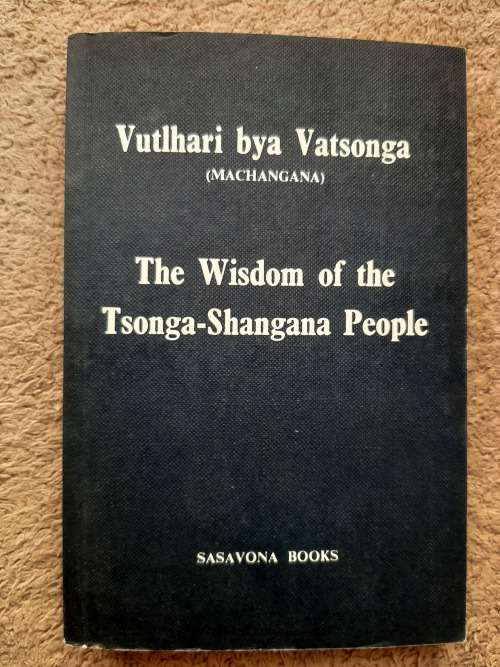 Vutlhari bya Vatsonga
(MACHANGANA)
The Wisdom of the
Tsonga-Shangana People
SASAVONA BOOKS